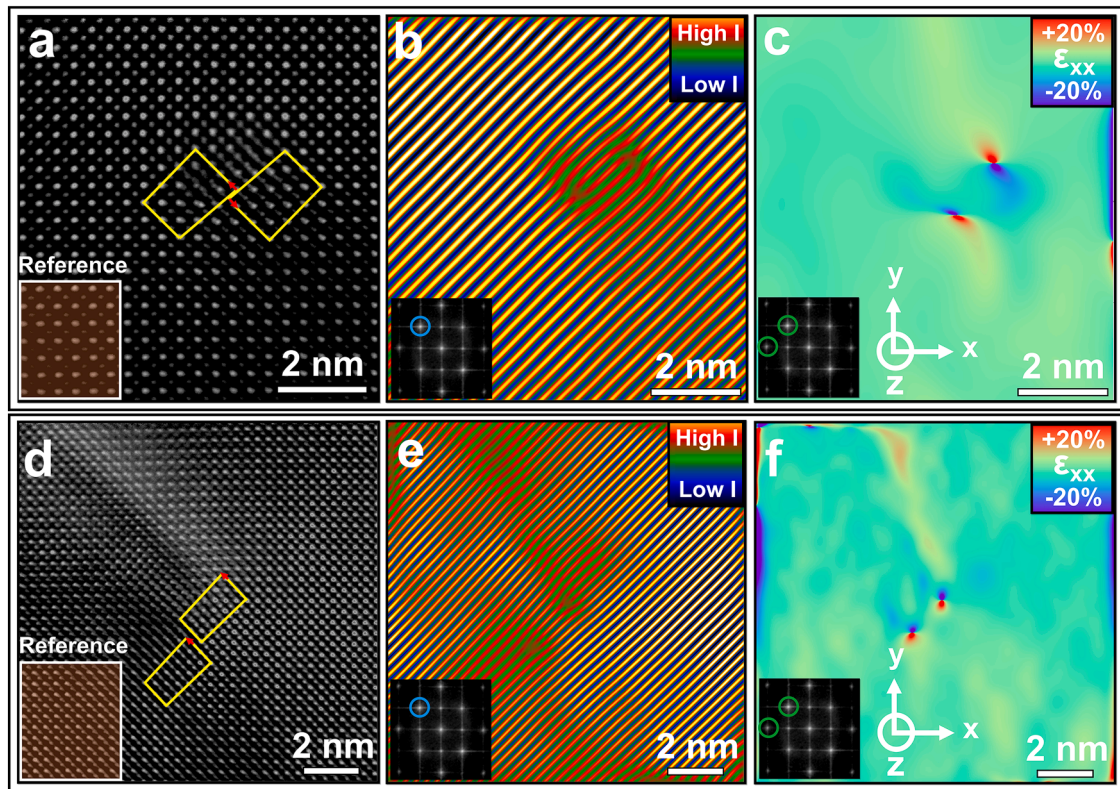 a
Reference
2 nm
b
High I
Low I
2 nm
c
+20%
εxx
-20%
y
x
z
2 nm
d
Reference
2 nm
e
High I
Low I
2 nm
f
+20%
εxx
-20%
y
x
z
2 nm